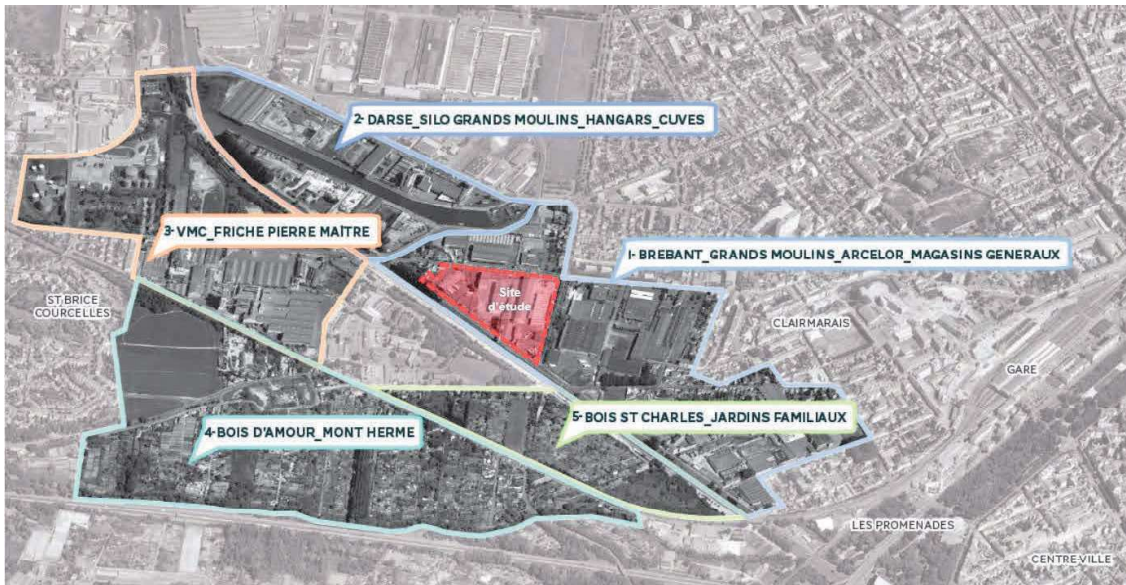 2- DARSE_SILO GRANDS MOULINS_HANGARS_CUVES
3- VMC_FRICHE PIERRE MAÎTRE
1- BREBANT_GRANDS MOULINS_ARCELOR_MAGASINS GENERAUX
Site
d'étude
ST BRICE
COURCELLES
CLAIRMARAIS
GARE
5- BOIS ST CHARLES_JARDINS FAMILIAUX
4- BOIS D'AMOUR_MONT HERME
LES PROMENADES
CENTRE-VILLE